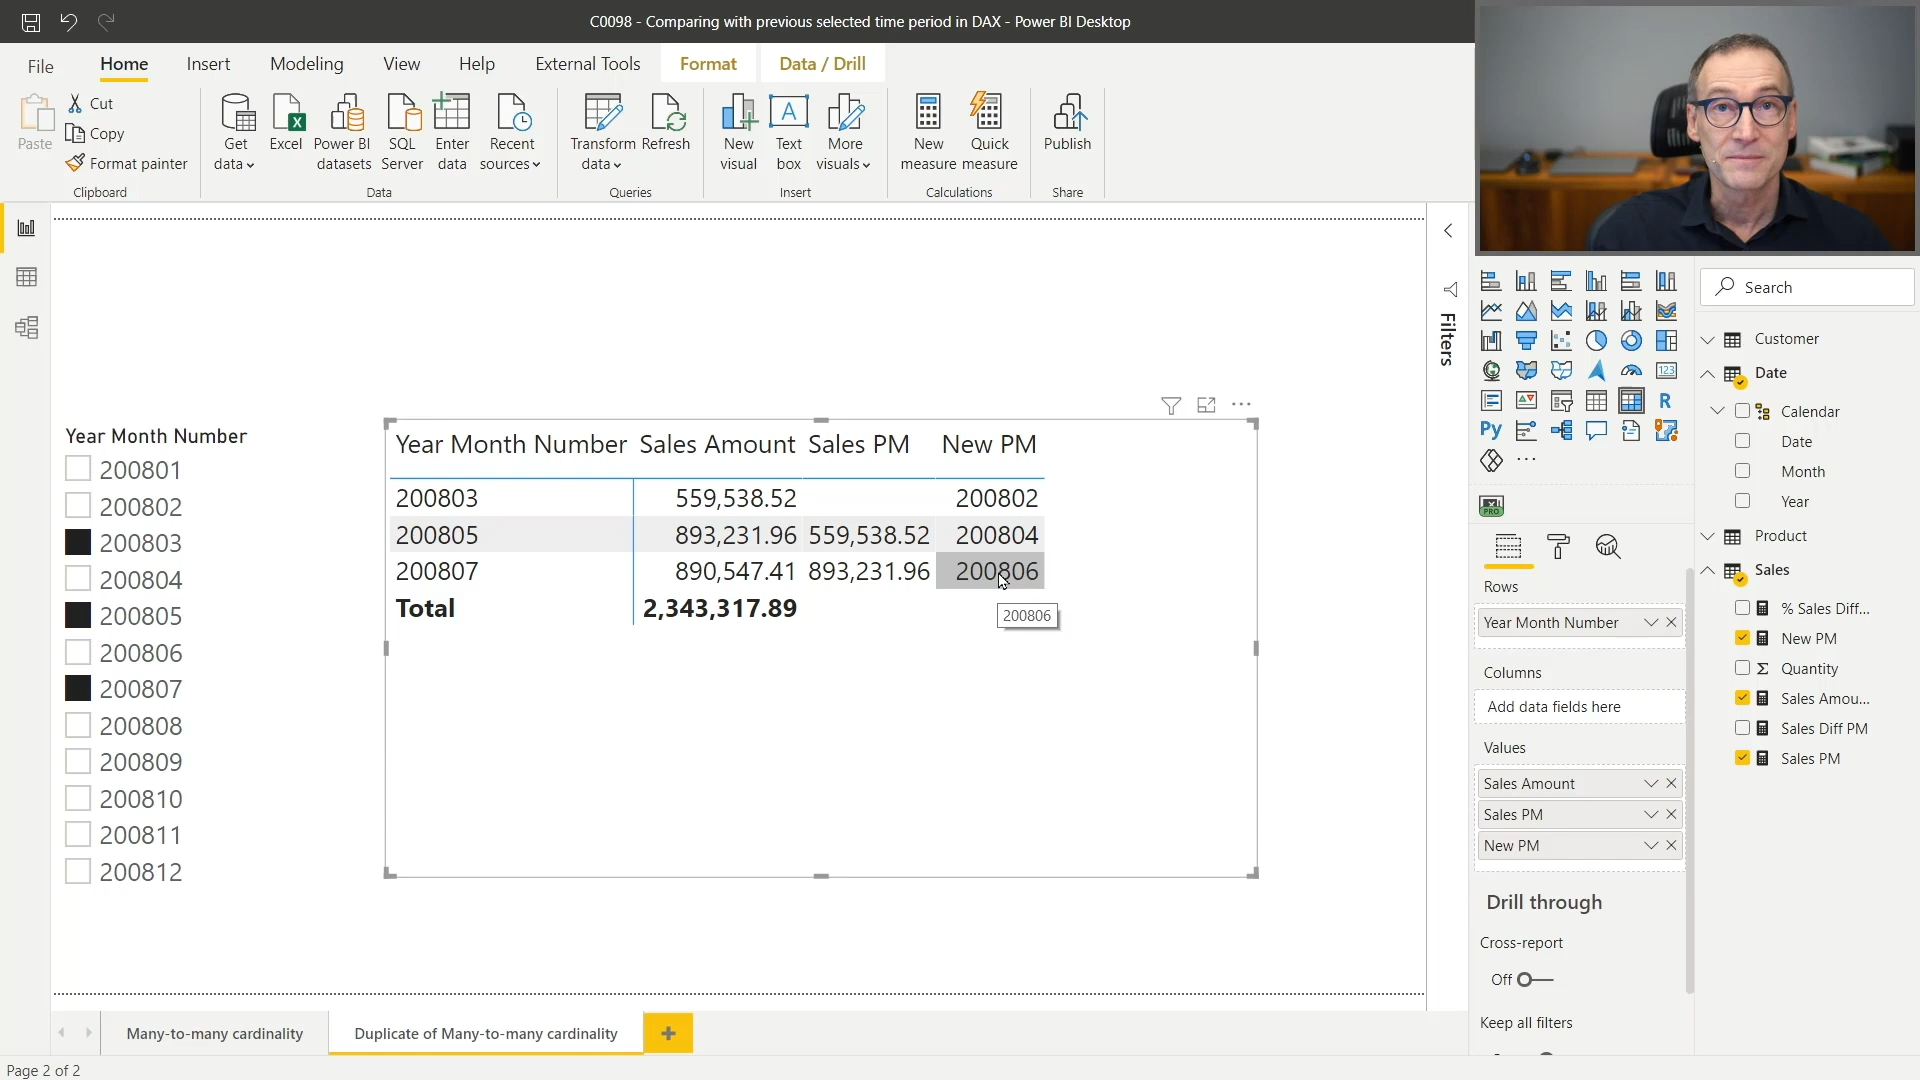 C0098 - Comparing with previous selected time period in DAX - Power BI Desktop
File Home Insert Modeling View Help External Tools Format Data / Drill
Paste
Cut
Copy
Format painter
Clipboard
Get data
Excel
Power BI datasets
SQL Server
Enter data
Recent sources
Data
Transform data
Refresh
Queries
New visual
Text box
More visuals
Insert
New measure
Quick measure
Calculations
Publish
Share
Year Month Number
200801
200802
200803
200804
200805
200806
200807
200808
200809
200810
200811
200812
Year Month Number Sales Amount Sales PM New PM
200803 559,538.52 200802
200805 893,231.96 559,538.52 200804
200807 890,547.41 893,231.96 200806
Total 2,343,317.89
200806
Filters
A
123
R
Py
PRO
Rows
Year Month Number
Columns
Add data fields here
Values
Sales Amount
Sales PM
New PM
Drill through
Cross-report
Off
Keep all filters
Search
Customer
Date
Calendar
Date
Month
Year
Product
Sales
% Sales Diff...
New PM
Quantity
Sales Amou...
Sales Diff PM
Sales PM
Many-to-many cardinality
Duplicate of Many-to-many cardinality
Page 2 of 2